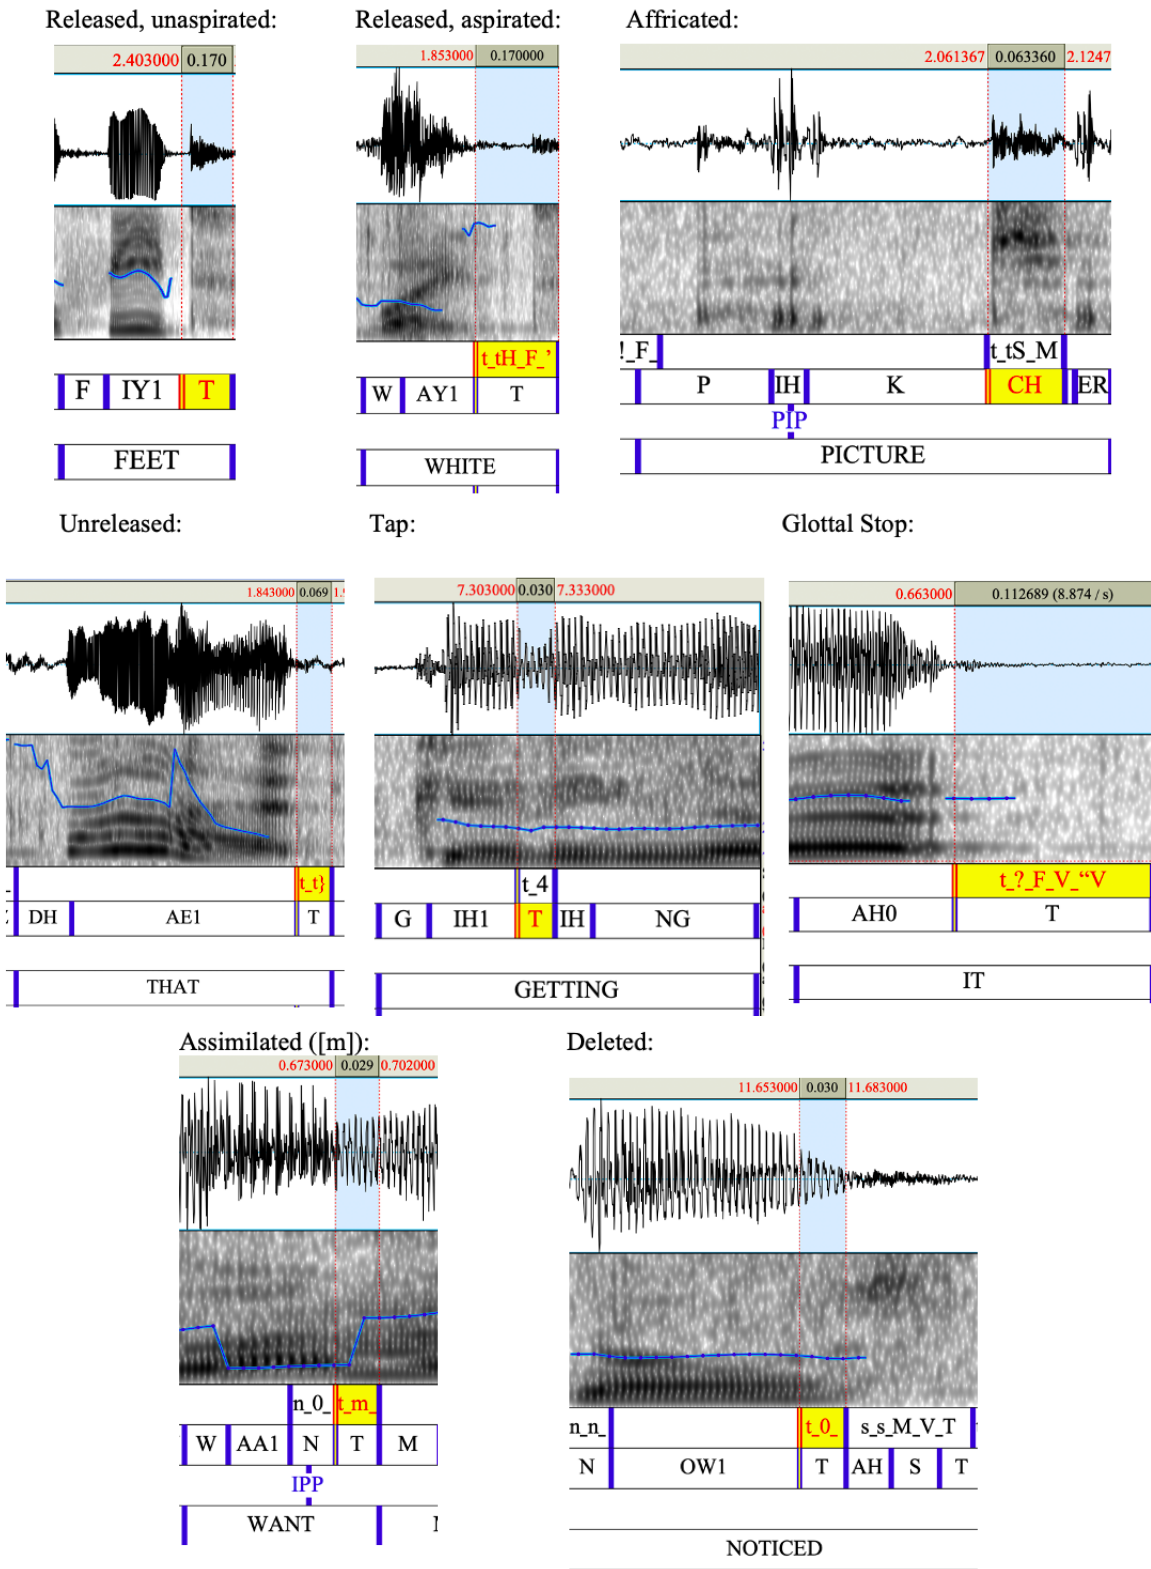 Released, unaspirated:
Released, aspirated:
Affricated:
2.403000 0.170
1.853000 0.170000
2.061367 0.063360 2.1247
t_tH_F_’
!_F_ t_tS_M
F IY1 T
W AY1 T
P IH K CH ER
PIP
FEET
WHITE
PICTURE
Unreleased:
Tap:
Glottal Stop:
1.843000 0.069 1.
7.303000 0.030 7.333000
0.663000 0.112689 (8.874 / s)
t_t}
t_4
t_?_F_V_“V
DH AE1 T
G IH1 T IH NG
AH0 T
THAT
GETTING
IT
Assimilated ([m]):
Deleted:
0.673000 0.029 0.702000
11.653000 0.030 11.683000
n_0_ t_m_
n_n_ t_0_ s_s_M_V_T
W AA1 N T M
N OW1 T AH S T
IPP
WANT
NOTICED